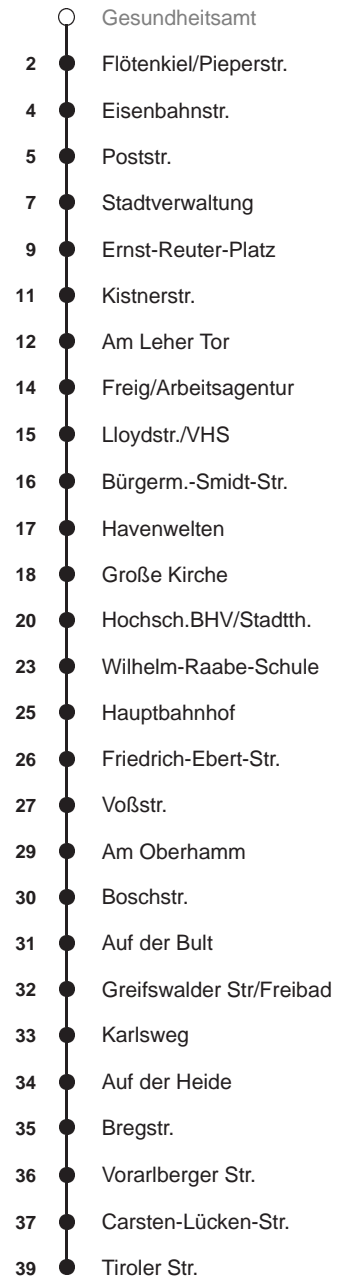 Gesundheitsamt
2 Flötenkiel/Pieperstr.
4 Eisenbahnstr.
5 Poststr.
7 Stadtverwaltung
9 Ernst-Reuter-Platz
11 Kistnerstr.
12 Am Leher Tor
14 Freig/Arbeitsagentur
15 Lloydstr./VHS
16 Bürgerm.-Smidt-Str.
17 Havenwelten
18 Große Kirche
20 Hochsch.BHV/Stadtth.
23 Wilhelm-Raabe-Schule
25 Hauptbahnhof
26 Friedrich-Ebert-Str.
27 Voßstr.
29 Am Oberhamm
30 Boschstr.
31 Auf der Bult
32 Greifswalder Str/Freibad
33 Karlsweg
34 Auf der Heide
35 Bregstr.
36 Vorarlberger Str.
37 Carsten-Lücken-Str.
39 Tiroler Str.